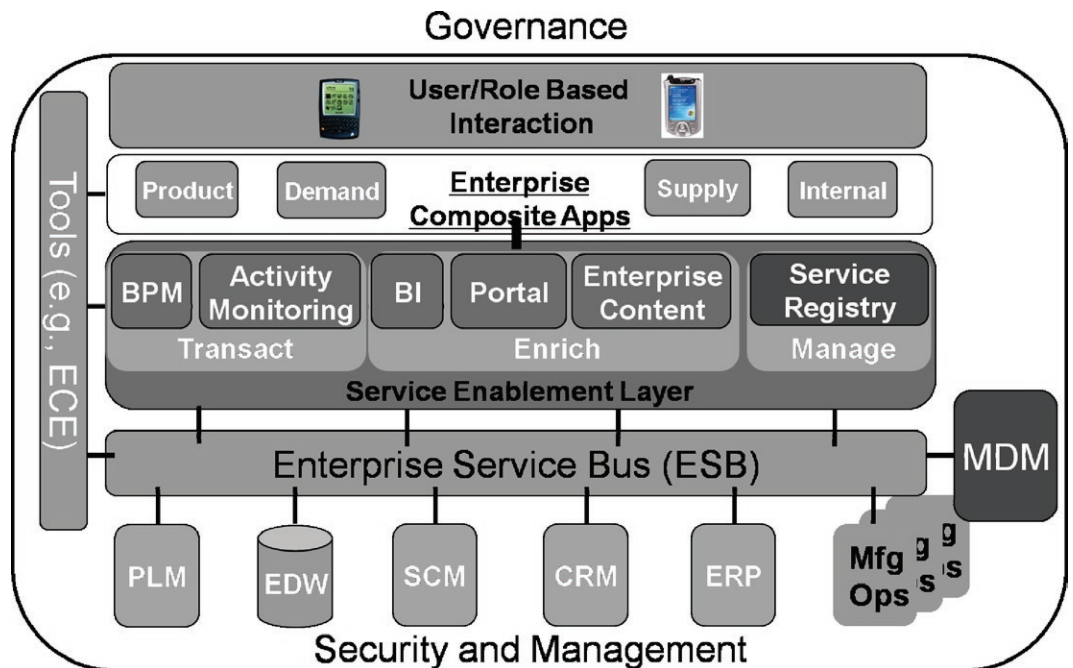 Governance
User/Role Based
Interaction
Tools (e.g., ECE)
Product
Demand
Enterprise
Composite Apps
Supply
Internal
BPM
Activity
Monitoring
BI
Portal
Enterprise
Content
Service
Registry
Transact
Enrich
Manage
Service Enablement Layer
Enterprise Service Bus (ESB)
MDM
PLM
EDW
SCM
CRM
ERP
Mfg
Ops
g
s
g
s
Security and Management